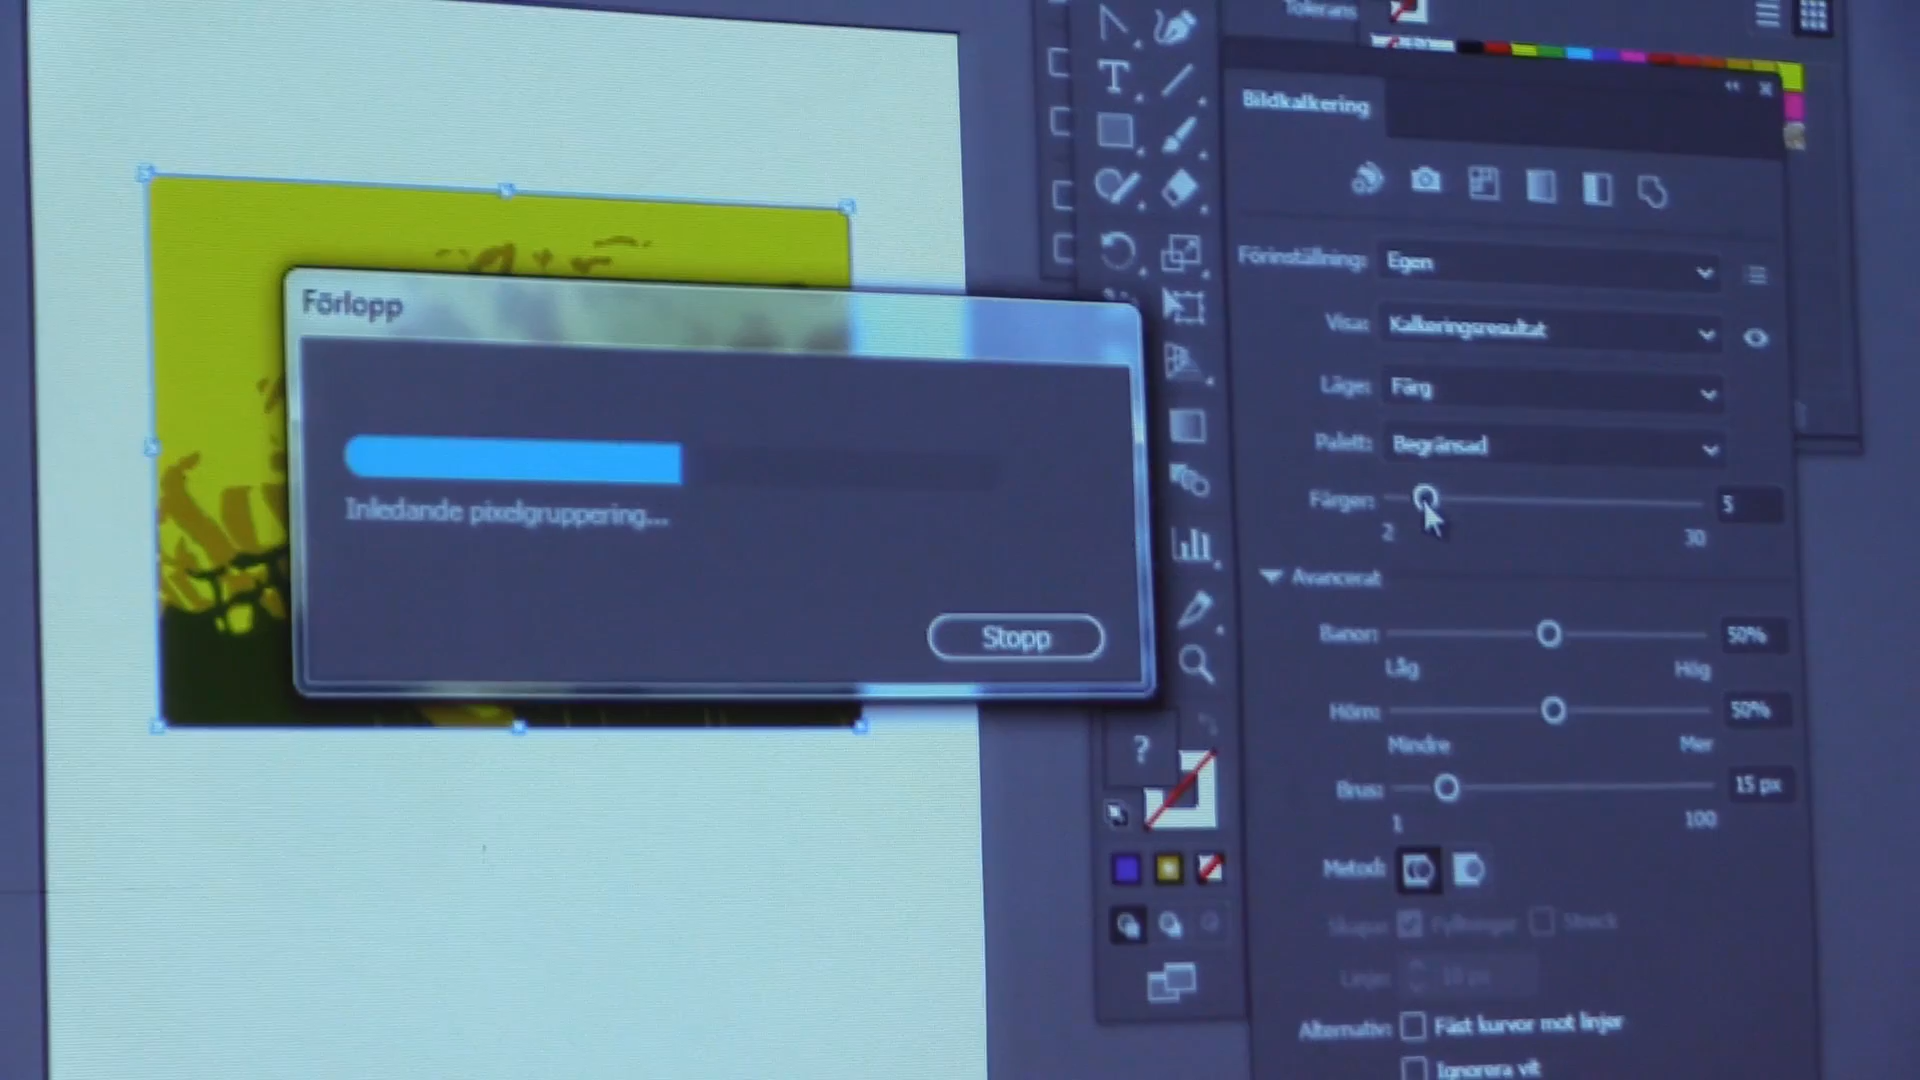 Tolerans
Bildkalkering
Förinställning: Egen
Visa: Kalkeringsresultat
Läge: Färg
Palett: Begränsad
Färger: 5
2 30
Avancerat
Banor: 50%
Låg Hög
Hörn: 50%
Mindre Mer
Brus: 15 px
1 100
Metod:
Skapa: Fyllningar Streck
Linje: 10 px
Alternativ: Fäst kurvor mot linjer
Ignorera vit
Förlopp
Inledande pixelgruppering...
Stopp
T
?